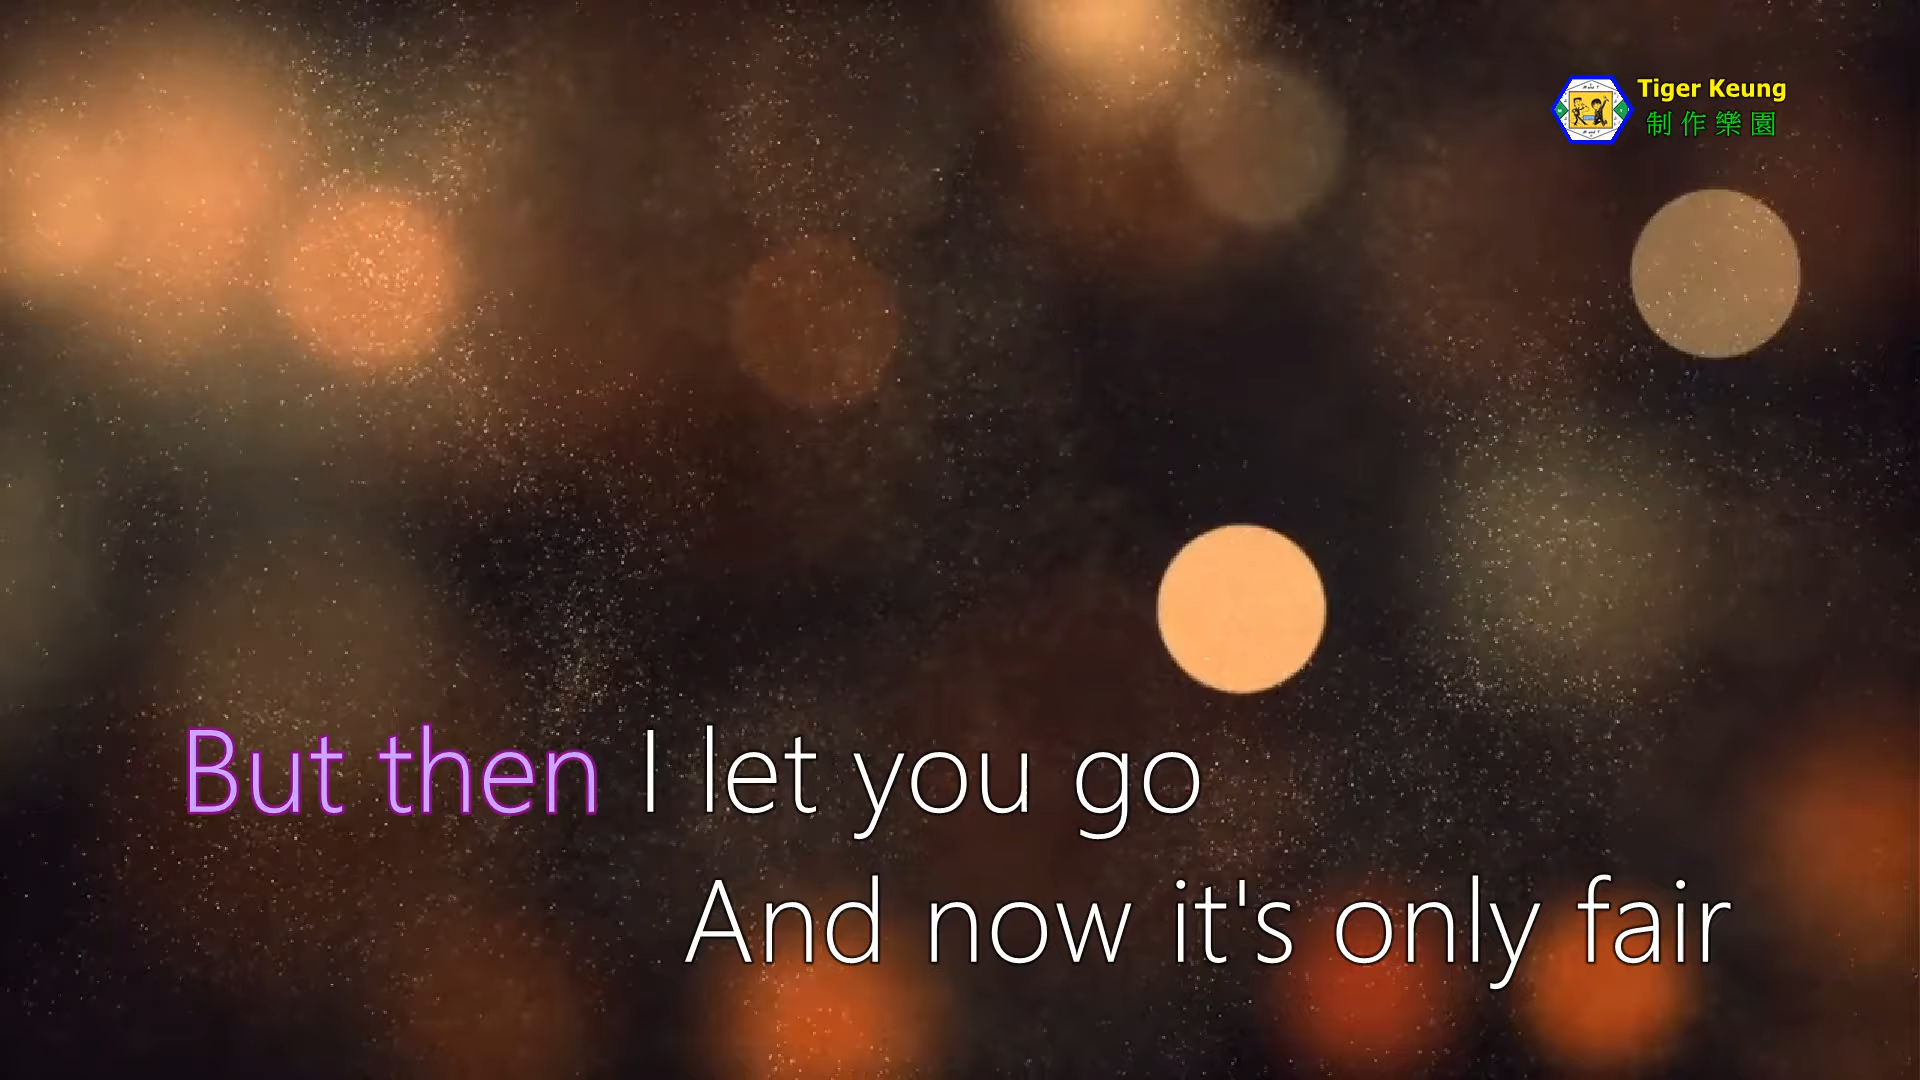 Tiger Keung
制作樂園
But then I let you go
And now it's only fair